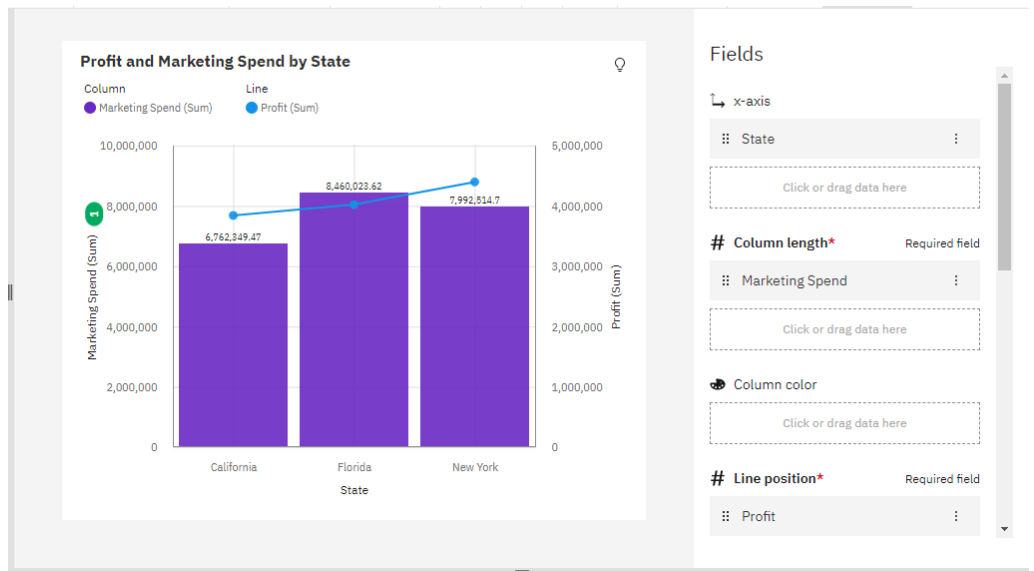 Profit and Marketing Spend by State
Column
Line
Marketing Spend (Sum)
Profit (Sum)
10,000,000
8,000,000
6,000,000
4,000,000
2,000,000
0
1
Marketing Spend (Sum)
6,762,349.47
8,460,023.62
7,992,514.7
5,000,000
4,000,000
3,000,000
2,000,000
1,000,000
0
Profit (Sum)
California
Florida
New York
State
Fields
x-axis
State
Click or drag data here
# Column length* Required field
Marketing Spend
Click or drag data here
Column color
Click or drag data here
# Line position* Required field
Profit